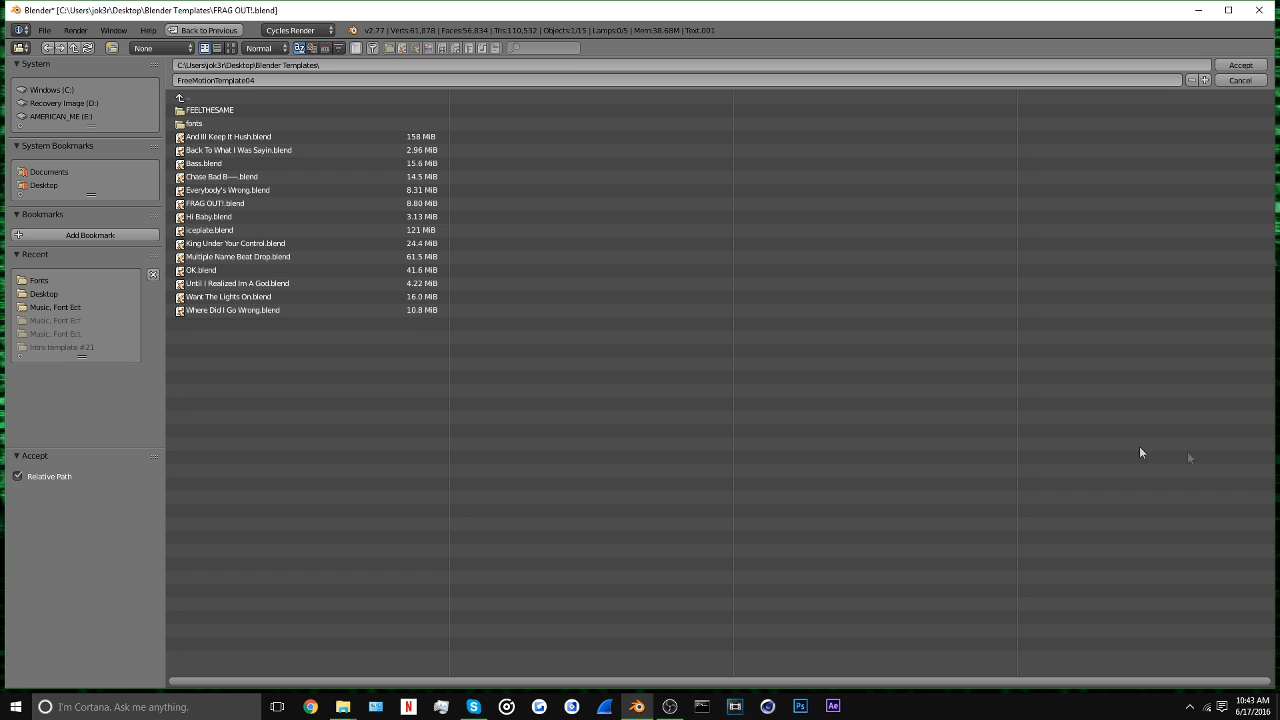 Blender* [C:\Users\jok3r\Desktop\Blender Templates\FRAG OUT!.blend]
File Render Window Help Back to Previous Cycles Render v2.77 | Verts:61,878 | Faces:56,834 | Tris:110,532 | Objects:1/15 | Lamps:0/5 | Mem:38.68M | Text.001
None Normal
System
Windows (C:)
Recovery Image (D:)
AMERICAN_ME (E:)
System Bookmarks
Documents
Desktop
Bookmarks
Add Bookmark
Recent
Fonts
Desktop
Music, Font Ect
Music, Font Ect
Music, Font Ect
Intro template #21
Accept
Relative Path
C:\Users\jok3r\Desktop\Blender Templates\ Accept
FreeMotionTemplate04 Cancel
..
FEELTHESAME
fonts
And Ill Keep It Hush.blend 158 MiB
Back To What I Was Sayin.blend 2.96 MiB
Bass.blend 15.6 MiB
Chase Bad B----.blend 14.5 MiB
Everybody's Wrong.blend 8.31 MiB
FRAG OUT!.blend 8.80 MiB
Hi Baby.blend 3.13 MiB
iceplate.blend 121 MiB
King Under Your Control.blend 24.4 MiB
Multiple Name Beat Drop.blend 61.5 MiB
OK.blend 41.6 MiB
Until I Realized Im A God.blend 4.22 MiB
Want The Lights On.blend 16.0 MiB
Where Did I Go Wrong.blend 10.8 MiB
I'm Cortana. Ask me anything.
N S Ps Ae
10:43 AM
6/17/2016